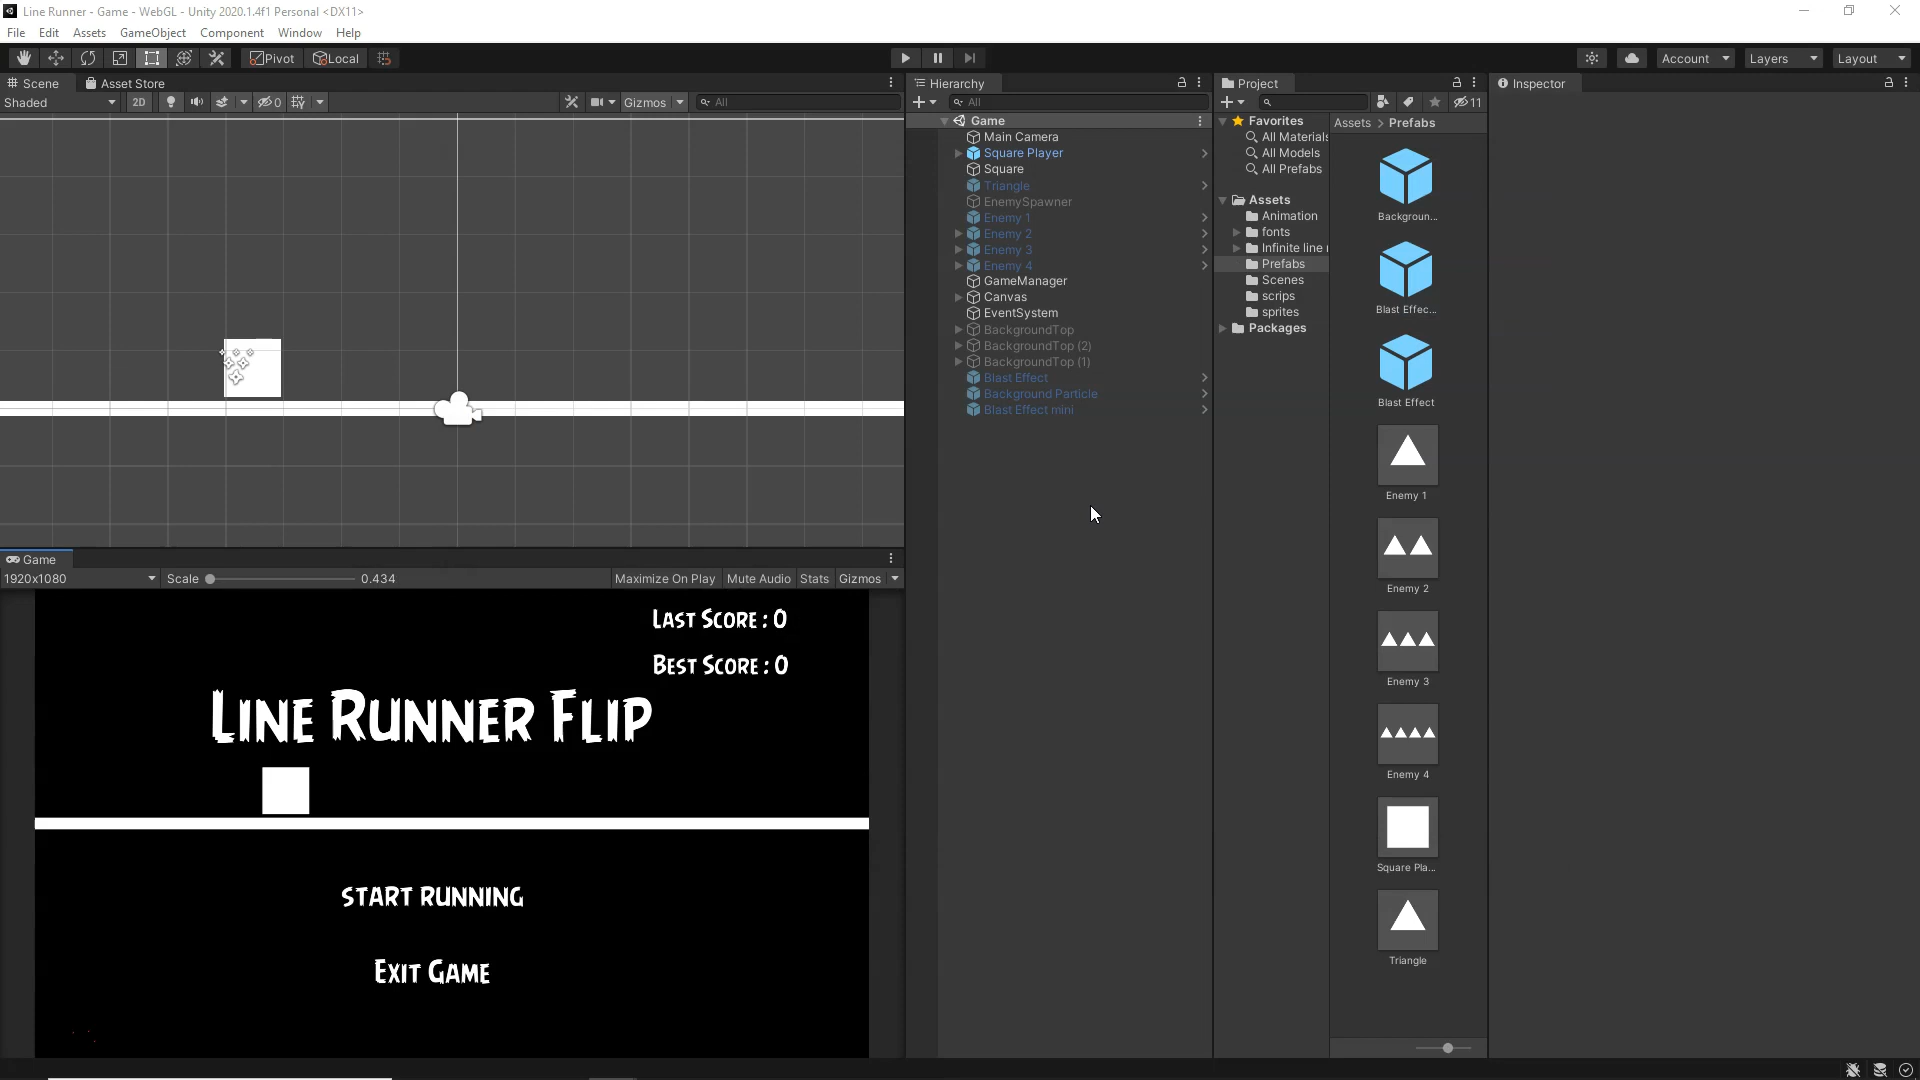 Line Runner - Game - WebGL - Unity 2020.1.4f1 Personal <DX11>
File Edit Assets GameObject Component Window Help
Pivot Local Account Layers Layout
Scene Asset Store
Shaded 2D 0 Gizmos All
Hierarchy
All
Game
Main Camera
Square Player
Square
Triangle
EnemySpawner
Enemy 1
Enemy 2
Enemy 3
Enemy 4
GameManager
Canvas
EventSystem
BackgroundTop
BackgroundTop (2)
BackgroundTop (1)
Blast Effect
Background Particle
Blast Effect mini
Project
11
Favorites
All Materials
All Models
All Prefabs
Assets
Animation
fonts
Infinite line r
Prefabs
Scenes
scrips
sprites
Packages
Assets > Prefabs
Backgroun...
Blast Effec...
Blast Effect
Enemy 1
Enemy 2
Enemy 3
Enemy 4
Square Pla...
Triangle
Inspector
Game
1920x1080 Scale 0.434 Maximize On Play Mute Audio Stats Gizmos
Last Score : 0
Best Score : 0
Line Runner Flip
START RUNNING
Exit Game